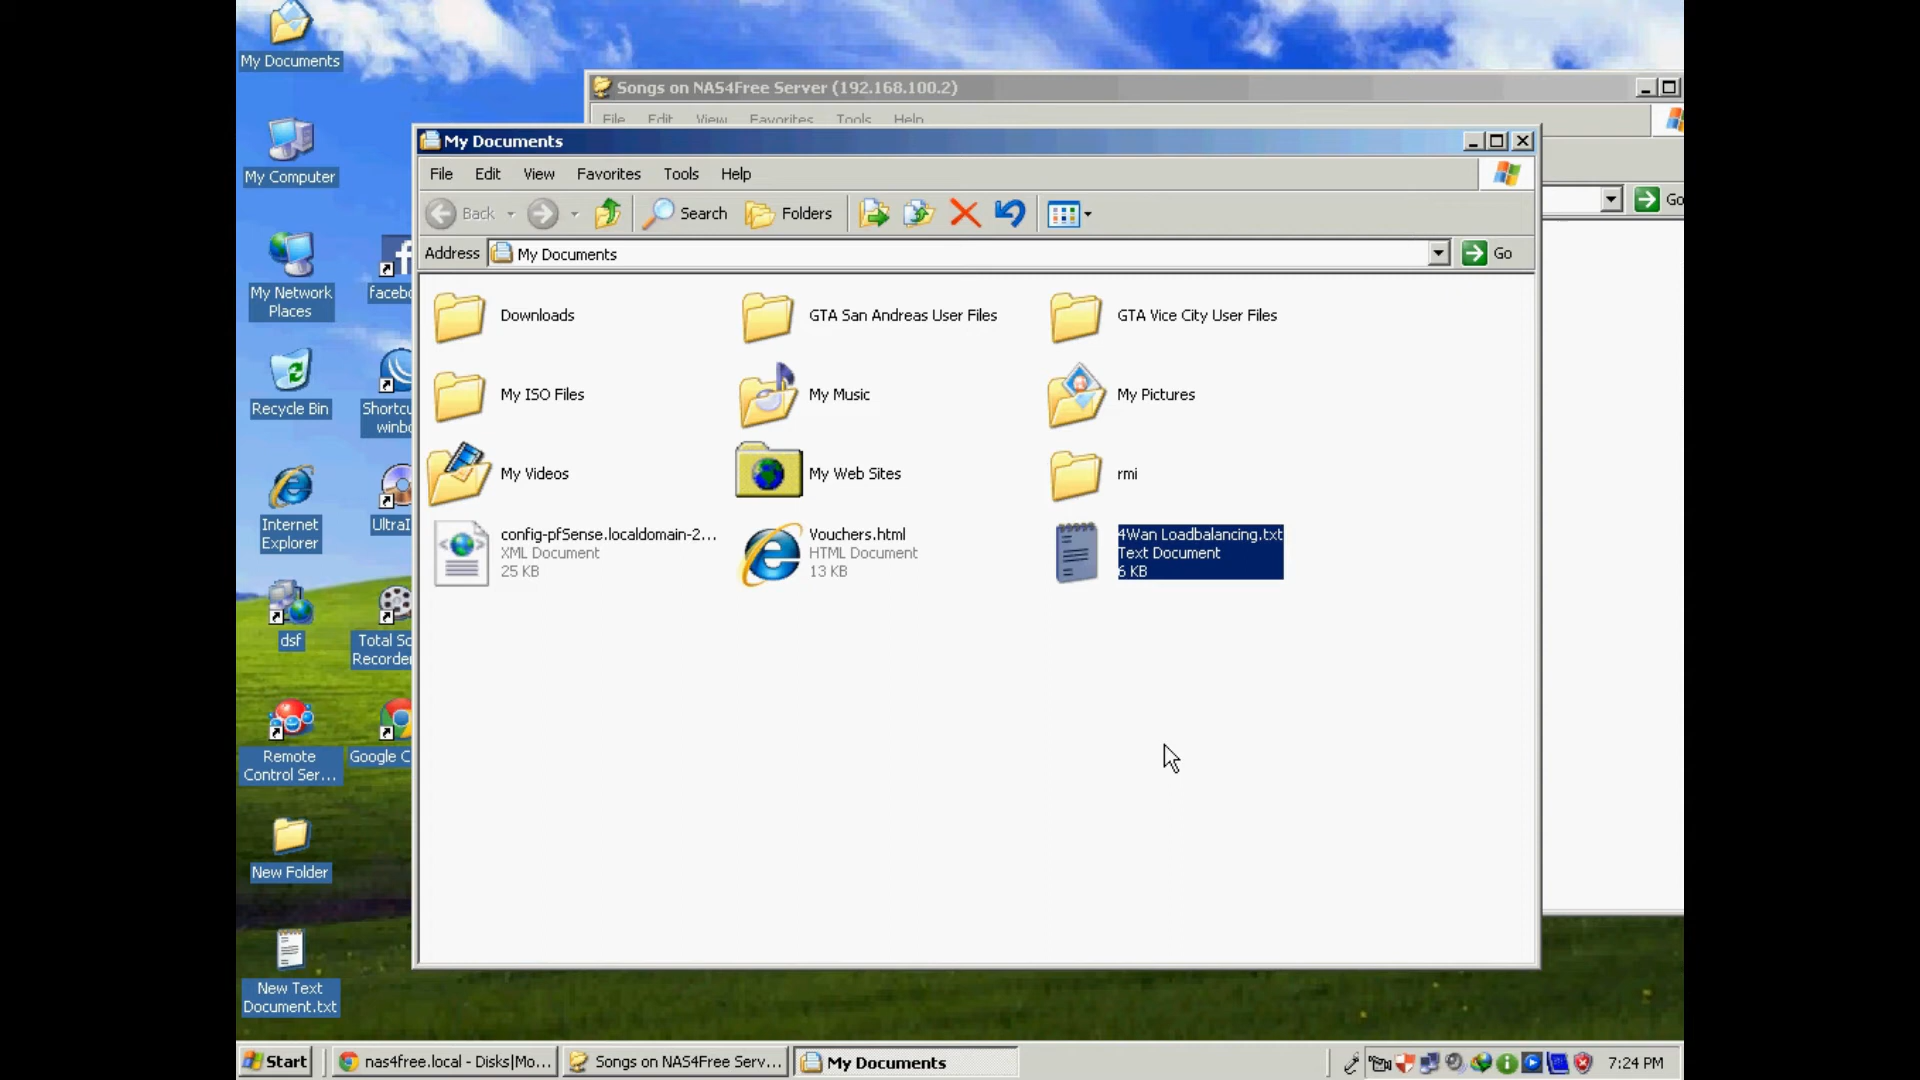 My Documents
My Computer
My Network
Places
facebo
Recycle Bin
Shortcu
winbo
Internet
Explorer
UltraI
dsf
Total Sc
Recorder
Remote
Control Ser...
Google C
New Folder
New Text
Document.txt
Songs on NAS4Free Server (192.168.100.2)
File Edit View Favorites Tools Help
Go
My Documents
File Edit View Favorites Tools Help
Back Search Folders
Address My Documents Go
Downloads GTA San Andreas User Files GTA Vice City User Files
My ISO Files My Music My Pictures
My Videos My Web Sites rmi
config-pfSense.localdomain-2...
XML Document
25 KB
Vouchers.html
HTML Document
13 KB
4Wan Loadbalancing.txt
Text Document
6 KB
Start nas4free.local - Disks|Mo... Songs on NAS4Free Serv... My Documents 7:24 PM